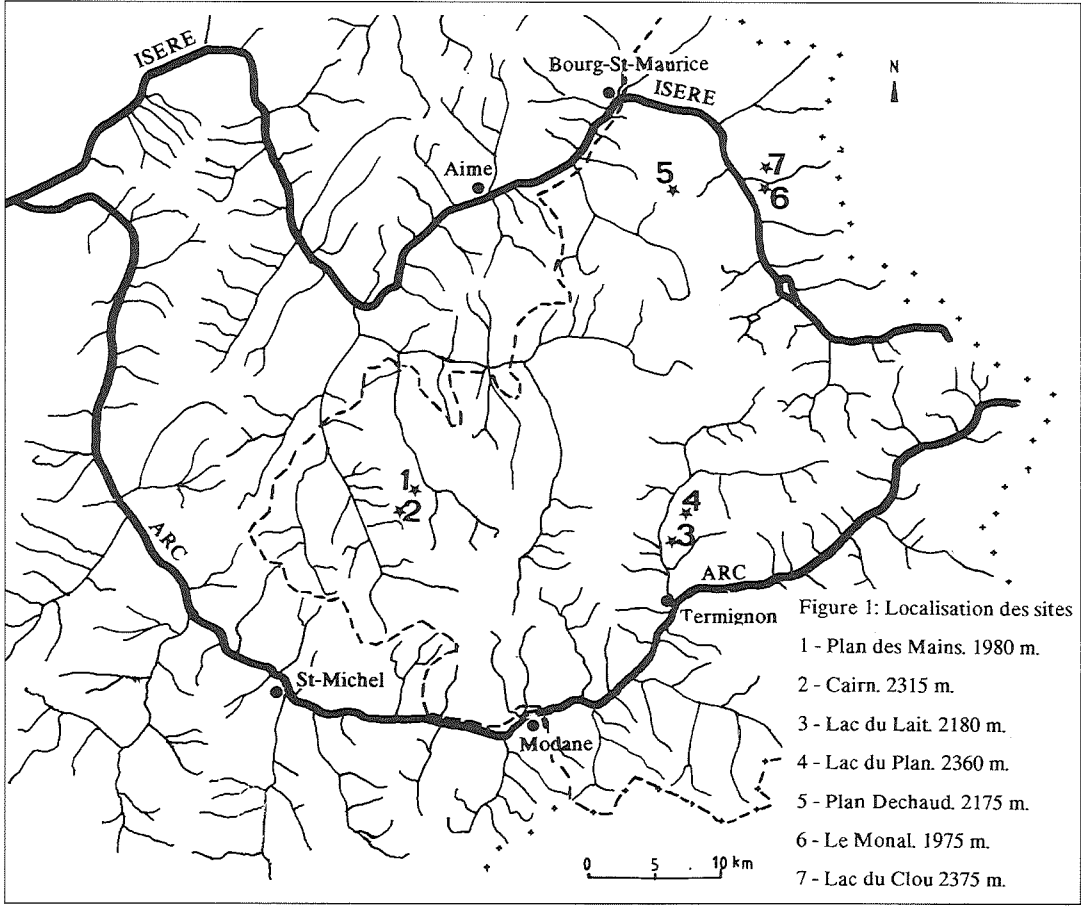 ISERE
Bourg-St-Maurice
ISERE
N
Aime
5
7
6
1
2
4
3
ARC
ARC
Termignon
St-Michel
Modane
0 5 10 km
Figure 1: Localisation des sites
1 - Plan des Mains. 1980 m.
2 - Cairn. 2315 m.
3 - Lac du Lait. 2180 m.
4 - Lac du Plan. 2360 m.
5 - Plan Dechaud. 2175 m.
6 - Le Monal. 1975 m.
7 - Lac du Clou 2375 m.